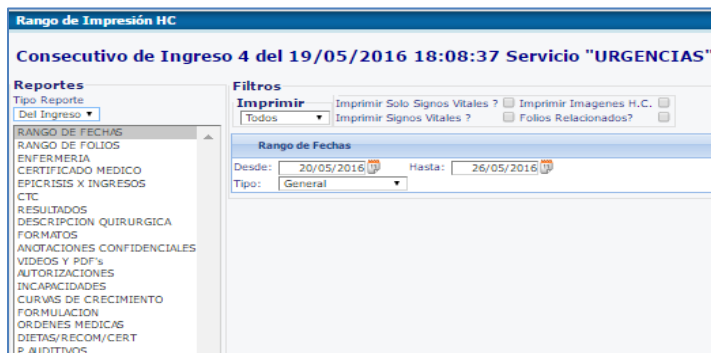 Rango de Impresión HC
Consecutivo de Ingreso 4 del 19/05/2016 18:08:37 Servicio "URGENCIAS"
Reportes
Tipo Reporte
Del Ingreso
RANGO DE FECHAS
RANGO DE FOLIOS
ENFERMERIA
CERTIFICADO MEDICO
EPICRISIS X INGRESOS
CTC
RESULTADOS
DESCRIPCION QUIRURGICA
FORMATOS
ANOTACIONES CONFIDENCIALES
VIDEOS Y PDF's
AUTORIZACIONES
INCAPACIDADES
CURVAS DE CRECIMIENTO
FORMULACION
ORDENES MEDICAS
DIETAS/RECOM/CERT
P AUDITIVOS
Filtros
Imprimir
Todos
Imprimir Solo Signos Vitales ? Imprimir Imagenes H.C.
Imprimir Signos Vitales ? Folios Relacionados?
Rango de Fechas
Desde: 20/05/2016 Hasta: 26/05/2016
Tipo: General